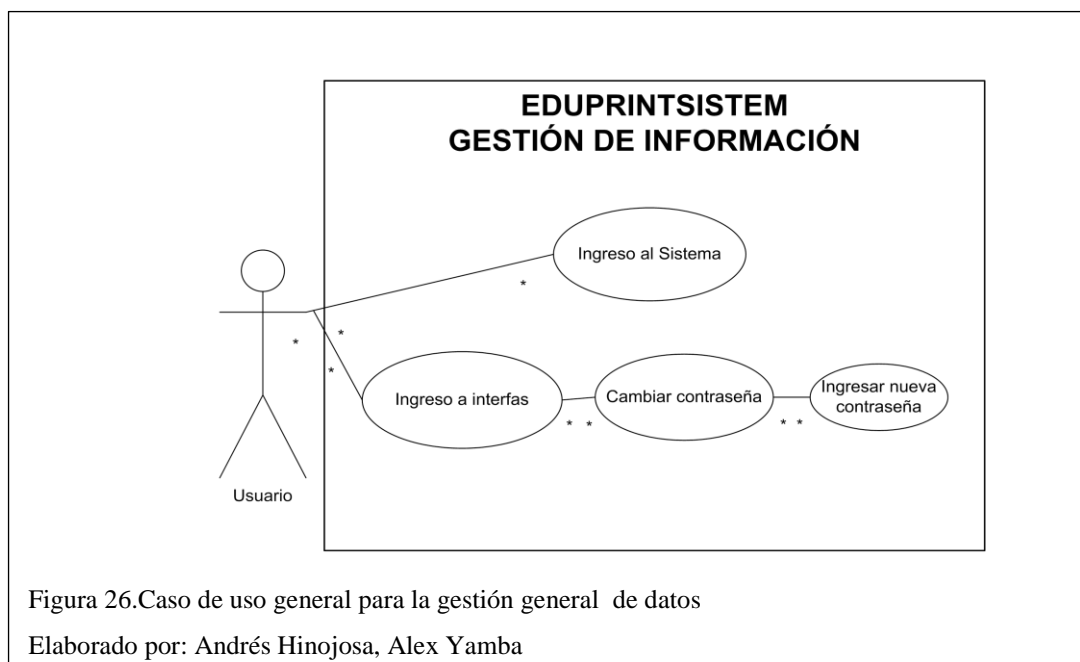 EDUPRINTSISTEM
GESTIÓN DE INFORMACIÓN
Ingreso al Sistema
*
*
*
*
Ingreso a interfas
Cambiar contraseña
Ingresar nueva
contraseña
* *
* *
Usuario
Figura 26.Caso de uso general para la gestión general de datos
Elaborado por: Andrés Hinojosa, Alex Yamba